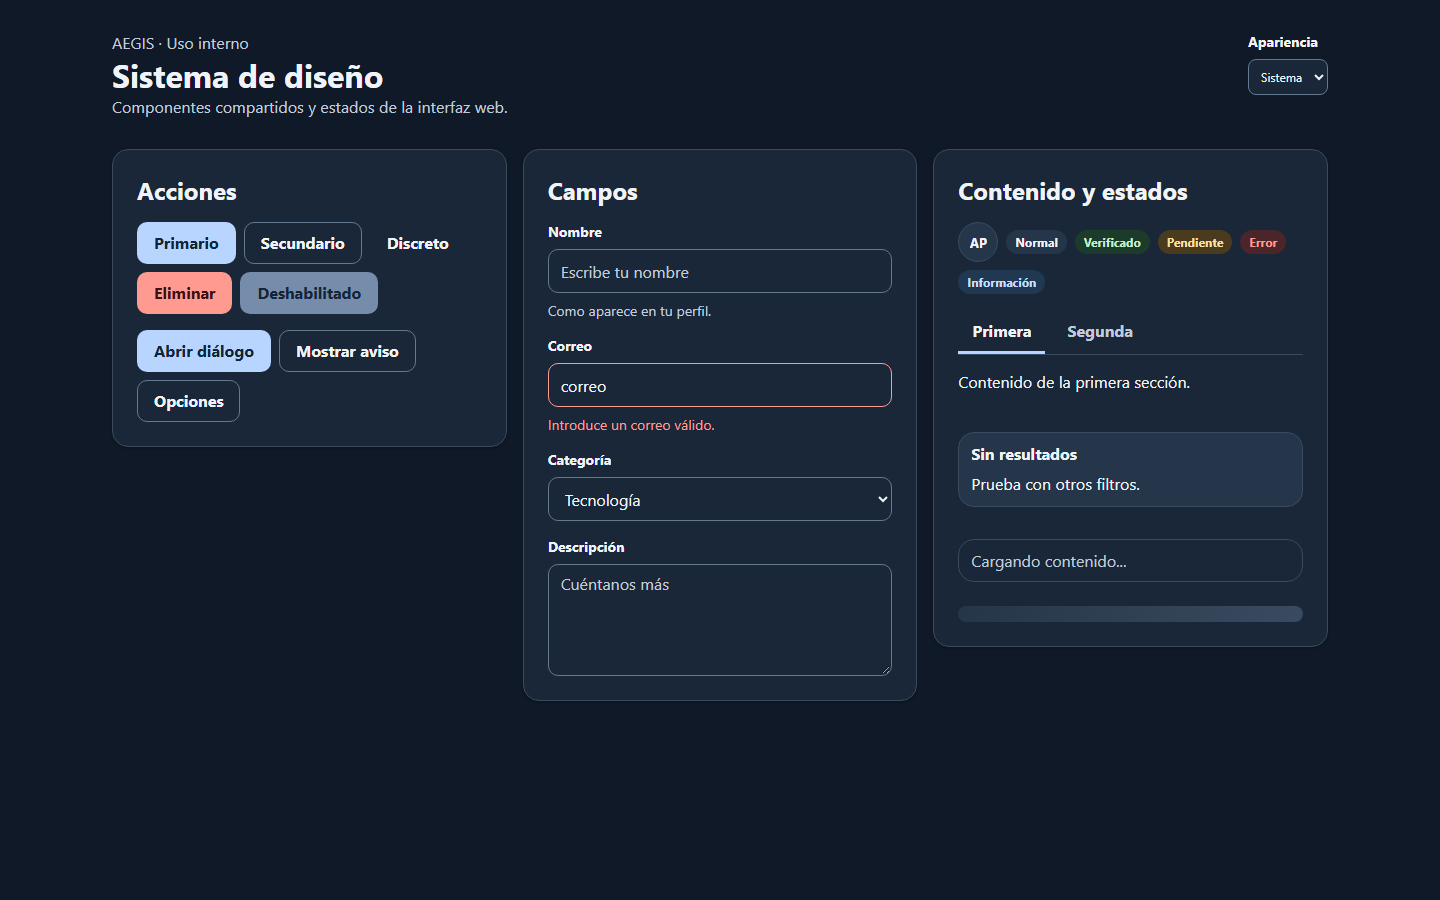 AEGIS · Uso interno
Sistema de diseño
Componentes compartidos y estados de la interfaz web.
Apariencia
Sistema
Acciones
Primario Secundario Discreto
Eliminar Deshabilitado
Abrir diálogo Mostrar aviso
Opciones
Campos
Nombre
Escribe tu nombre
Como aparece en tu perfil.
Correo
correo
Introduce un correo válido.
Categoría
Tecnología
Descripción
Cuéntanos más
Contenido y estados
AP Normal Verificado Pendiente Error
Información
Primera Segunda
Contenido de la primera sección.
Sin resultados
Prueba con otros filtros.
Cargando contenido...